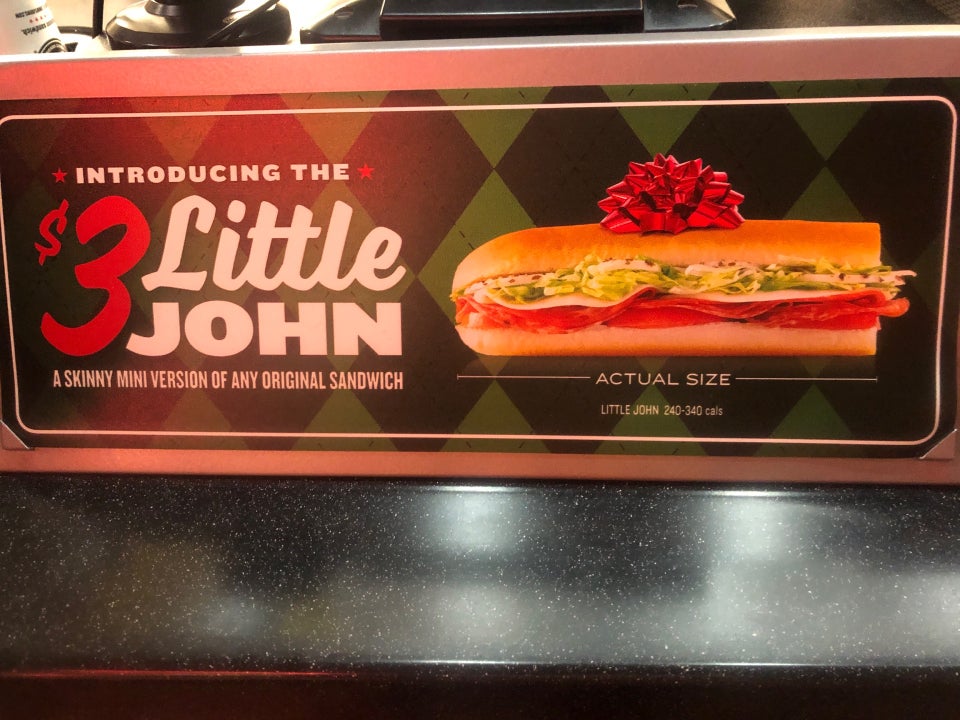 INTRODUCING THE
$3 Little
JOHN
A SKINNY MINI VERSION OF ANY ORIGINAL SANDWICH
ACTUAL SIZE
LITTLE JOHN 240-340 cals